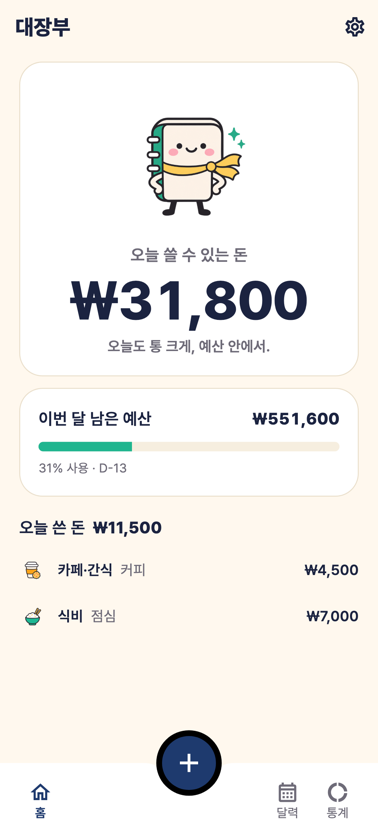 대장부
오늘 쓸 수 있는 돈
₩31,800
오늘도 통 크게, 예산 안에서.
이번 달 남은 예산 ₩551,600
31% 사용 · D-13
오늘 쓴 돈 ₩11,500
카페·간식 커피 ₩4,500
식비 점심 ₩7,000
홈 달력 통계